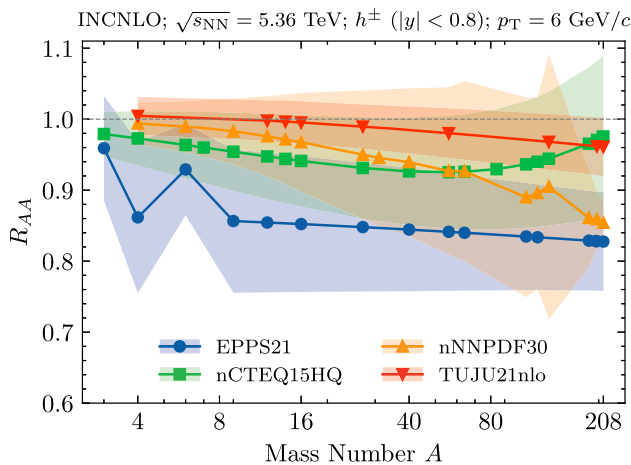 INCNLO; √s_NN = 5.36 TeV; h^± (|y| < 0.8); p_T = 6 GeV/c
1.1
1.0
0.9
0.8
0.7
0.6
R_AA
EPPS21
nCTEQ15HQ
nNNPDF30
TUJU21nlo
4 8 16 40 80 208
Mass Number A